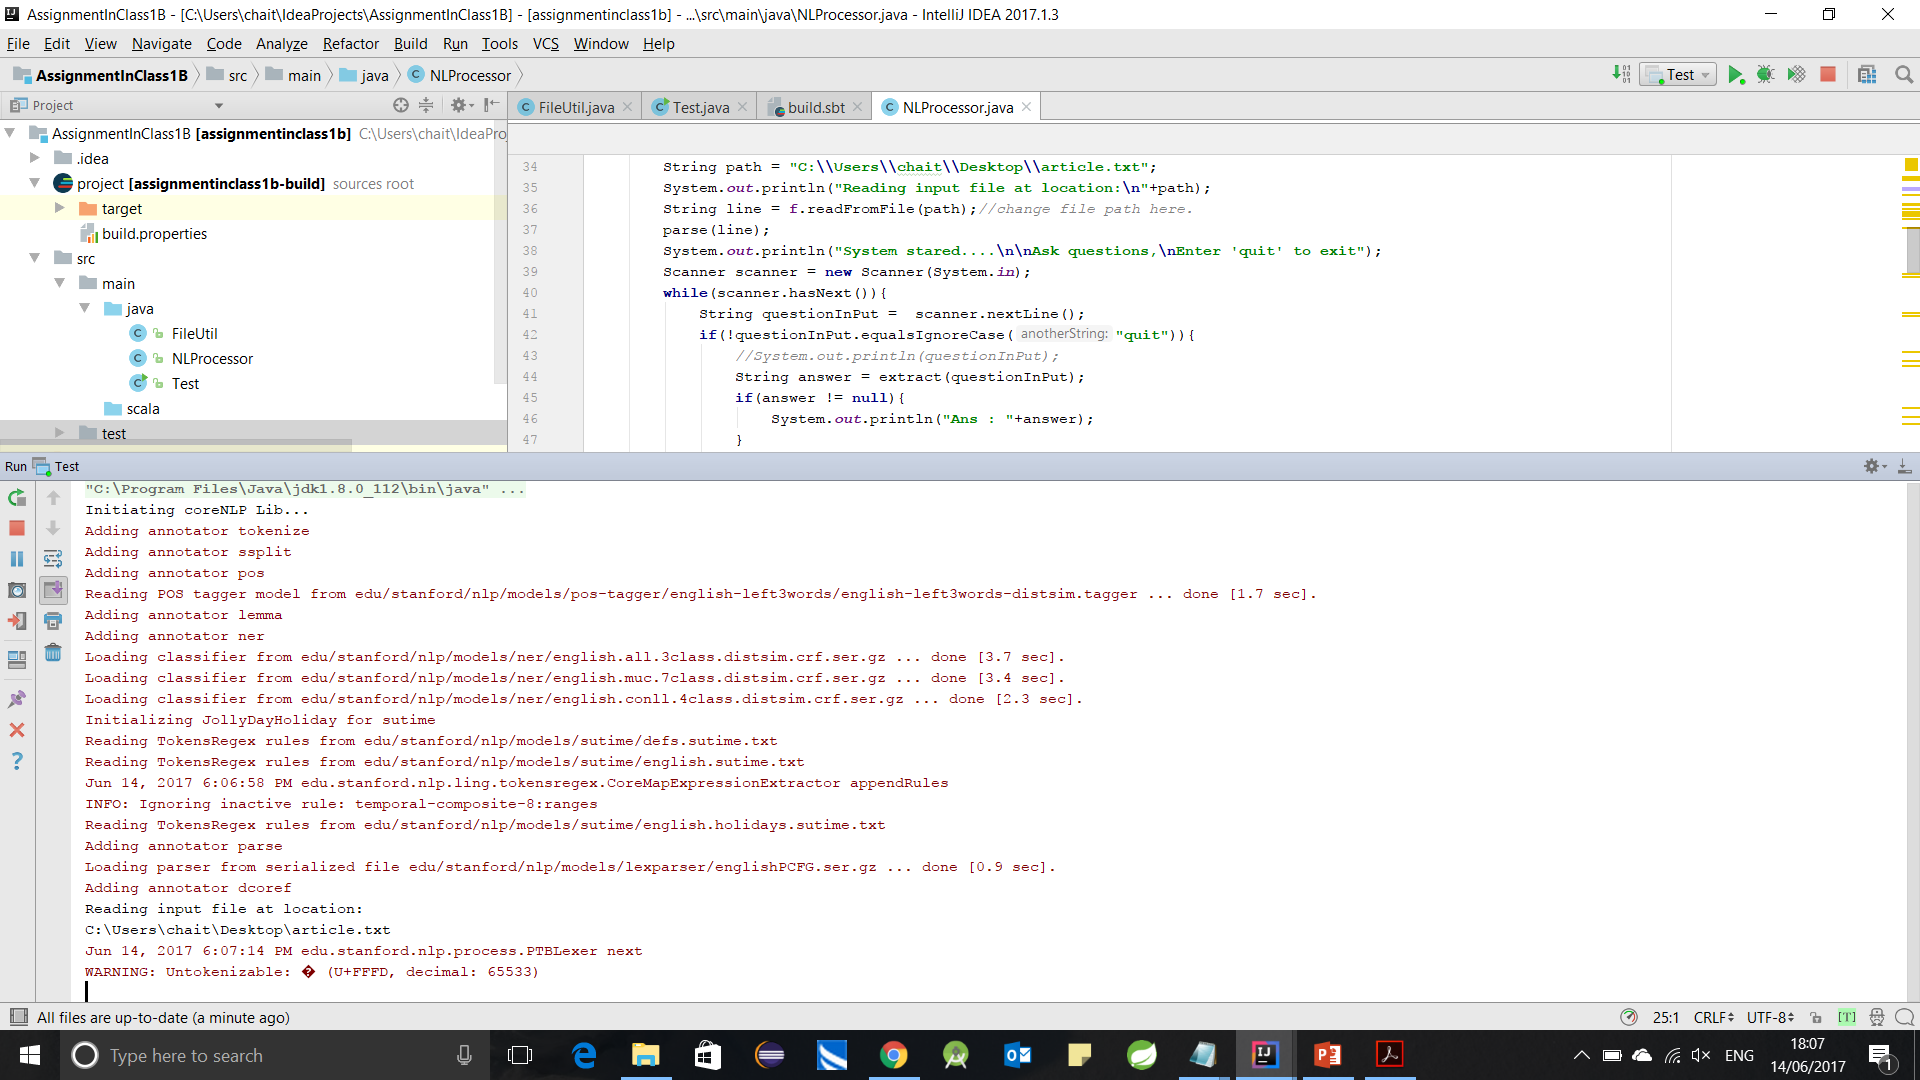 AssignmentInClass1B - [C:\Users\chait\IdeaProjects\AssignmentInClass1B] - [assignmentinclass1b] - ...\src\main\java\NLProcessor.java - IntelliJ IDEA 2017.1.3
File Edit View Navigate Code Analyze Refactor Build Run Tools VCS Window Help
AssignmentInClass1B src main java NLProcessor
Test
Project
FileUtil.java Test.java build.sbt NLProcessor.java
AssignmentInClass1B [assignmentinclass1b] C:\Users\chait\IdeaPro
.idea
project [assignmentinclass1b-build] sources root
target
build.properties
src
main
java
FileUtil
NLProcessor
Test
scala
test
34 String path = "C:\\Users\\chait\\Desktop\\article.txt";
35 System.out.println("Reading input file at location:\n"+path);
36 String line = f.readFromFile(path);//change file path here.
37 parse(line);
38 System.out.println("System stared....\n\nAsk questions,\nEnter 'quit' to exit");
39 Scanner scanner = new Scanner(System.in);
40 while(scanner.hasNext()){
41 String questionInPut =  scanner.nextLine();
42 if(!questionInPut.equalsIgnoreCase( anotherString: "quit")){
43 //System.out.println(questionInPut);
44 String answer = extract(questionInPut);
45 if(answer != null){
46 System.out.println("Ans : "+answer);
47 }
Run Test
"C:\Program Files\Java\jdk1.8.0_112\bin\java" ...
Initiating coreNLP Lib...
Adding annotator tokenize
Adding annotator ssplit
Adding annotator pos
Reading POS tagger model from edu/stanford/nlp/models/pos-tagger/english-left3words/english-left3words-distsim.tagger ... done [1.7 sec].
Adding annotator lemma
Adding annotator ner
Loading classifier from edu/stanford/nlp/models/ner/english.all.3class.distsim.crf.ser.gz ... done [3.7 sec].
Loading classifier from edu/stanford/nlp/models/ner/english.muc.7class.distsim.crf.ser.gz ... done [3.4 sec].
Loading classifier from edu/stanford/nlp/models/ner/english.conll.4class.distsim.crf.ser.gz ... done [2.3 sec].
Initializing JollyDayHoliday for sutime
Reading TokensRegex rules from edu/stanford/nlp/models/sutime/defs.sutime.txt
Reading TokensRegex rules from edu/stanford/nlp/models/sutime/english.sutime.txt
Jun 14, 2017 6:06:58 PM edu.stanford.nlp.ling.tokensregex.CoreMapExpressionExtractor appendRules
INFO: Ignoring inactive rule: temporal-composite-8:ranges
Reading TokensRegex rules from edu/stanford/nlp/models/sutime/english.holidays.sutime.txt
Adding annotator parse
Loading parser from serialized file edu/stanford/nlp/models/lexparser/englishPCFG.ser.gz ... done [0.9 sec].
Adding annotator dcoref
Reading input file at location:
C:\Users\chait\Desktop\article.txt
Jun 14, 2017 6:07:14 PM edu.stanford.nlp.process.PTBLexer next
WARNING: Untokenizable: � (U+FFFD, decimal: 65533)
All files are up-to-date (a minute ago) 25:1 CRLF UTF-8 [T]
Type here to search
ENG
18:07
14/06/2017
1